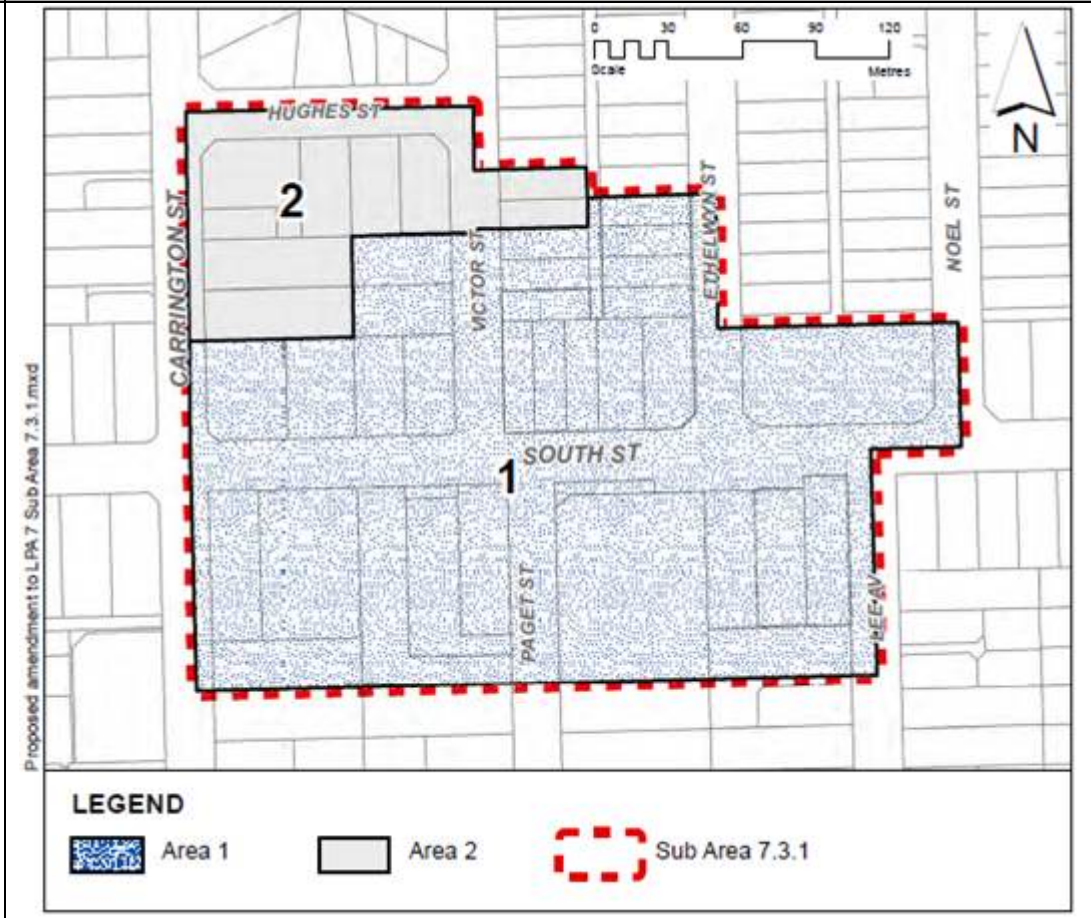 0 30 60 90 120
Scale Metres
N
HUGHES ST
2
CARRINGTON ST
VICTOR ST
ETHELWYN ST
NOEL ST
SOUTH ST
1
PAGET ST
LEE AV
Proposed amendment to LPA 7 Sub Area 7.3.1.mxd
LEGEND
Area 1 Area 2 Sub Area 7.3.1